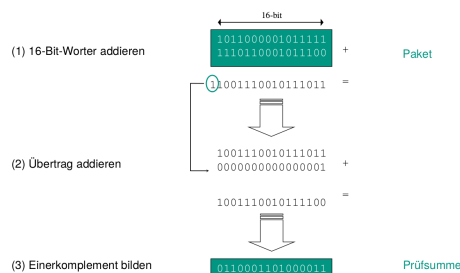 16-bit
1011000001011111
(1) 16-Bit-Worter addieren 1110110001011100 + Paket
11001110010111011 =
1001110010111011
(2) Übertrag addieren 0000000000000001 +
1001110010111100 =
(3) Einerkomplement bilden 0110001101000011 Prüfsumme